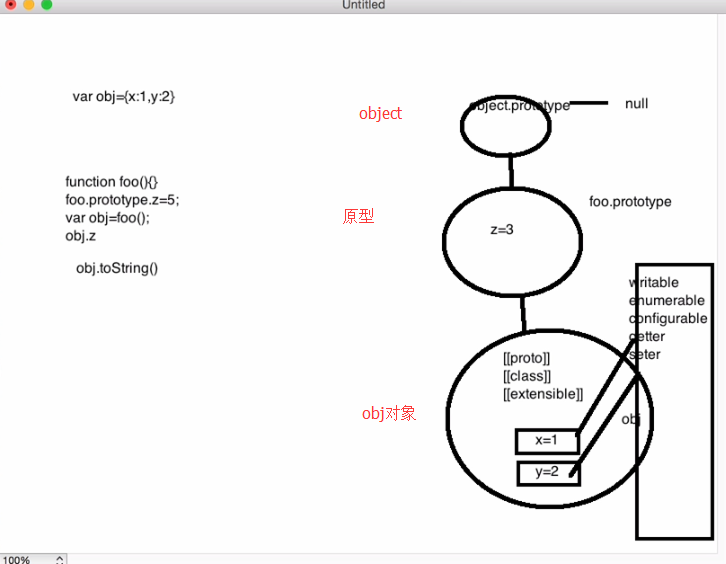 Untitled
var obj={x:1,y:2}
function foo(){}
foo.prototype.z=5;
var obj=foo();
obj.z
obj.toString()
object
object.prototype
null
原型
foo.prototype
z=3
writable
enumerable
configurable
getter
seter
[[proto]]
[[class]]
[[extensible]]
obj对象
obj
x=1
y=2
100%